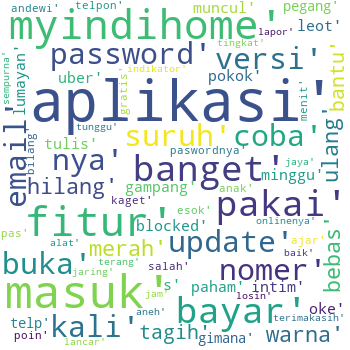 andewi' telpon' muncul' pegang'
myindihome' lapor' leot'
tingkat'
password' versi' bantu'
sempurna' lumayan' uber' gratis' indikator' pokok' menit'
aplikasi'
email' tunggu' suruh' coba' ulang'
tulis' paswordnya' jaya'
bilang' nya' banget' minggu'
hilang' gampang' anak'
kaget' esok' onlinenya'
pas' fitur' blocked' pakai' bebas'
alat' merah' update' ajar'
buka' terang' salah' nomer' baik'
jaring' paham' intim'
masuk' jam' s' losin' oke'
aneh' bayar' terimakasih'
telp' kali' tagih' gimana' warna'
poin' lancar'